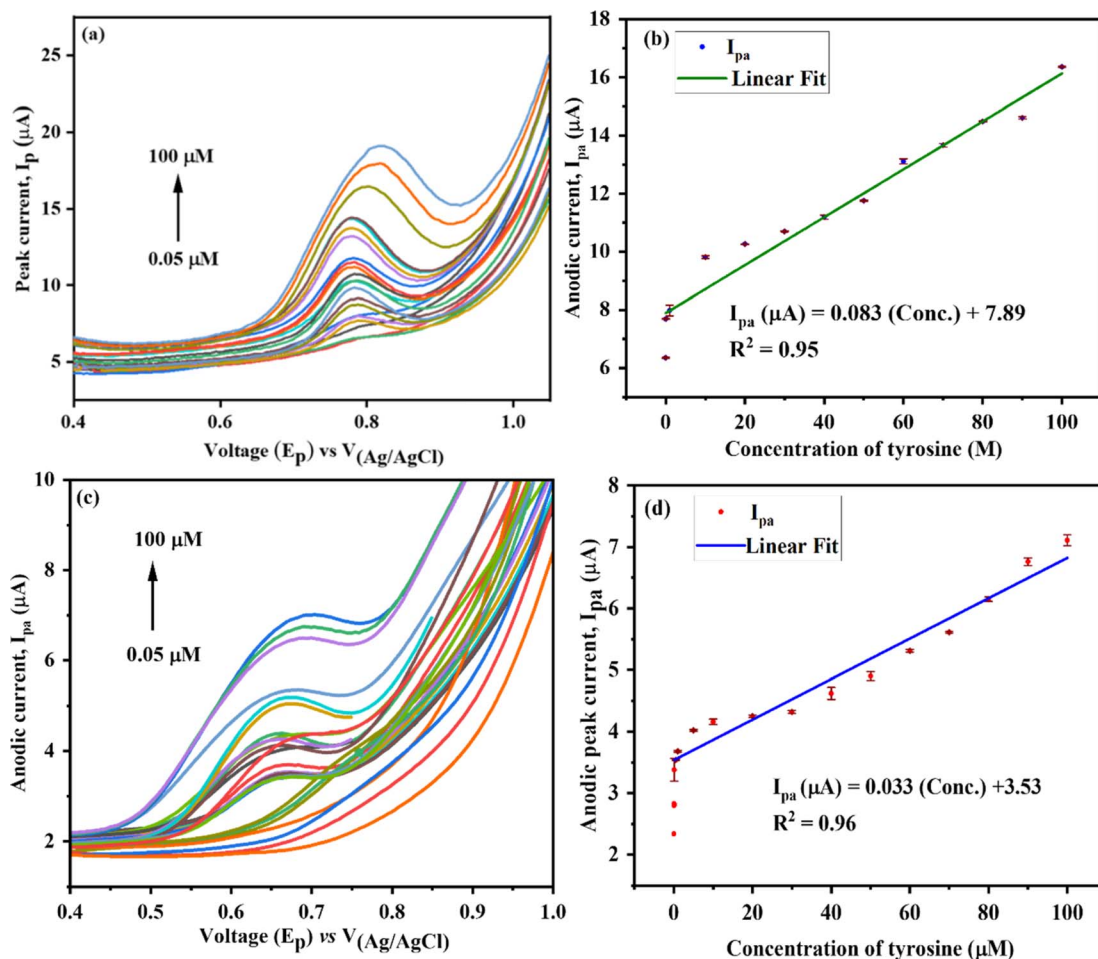 (a)
25
20
15
10
5
0.4
0.6
0.8
1.0
Peak current, Ip (μA)
Voltage (Ep) vs V(Ag/AgCl)
100 μM
0.05 μM
(b)
Ipa
Linear Fit
18
16
14
12
10
8
6
0
20
40
60
80
100
Anodic current, Ipa (μA)
Concentration of tyrosine (M)
Ipa (μA) = 0.083 (Conc.) + 7.89
R² = 0.95
(c)
10
8
6
4
2
0.4
0.5
0.6
0.7
0.8
0.9
1.0
Anodic current, Ipa (μA)
Voltage (Ep) vs V(Ag/AgCl)
100 μM
0.05 μM
(d)
Ipa
Linear Fit
8
7
6
5
4
3
2
0
20
40
60
80
100
Anodic peak current, Ipa (μA)
Concentration of tyrosine (μM)
Ipa (μA) = 0.033 (Conc.) +3.53
R² = 0.96